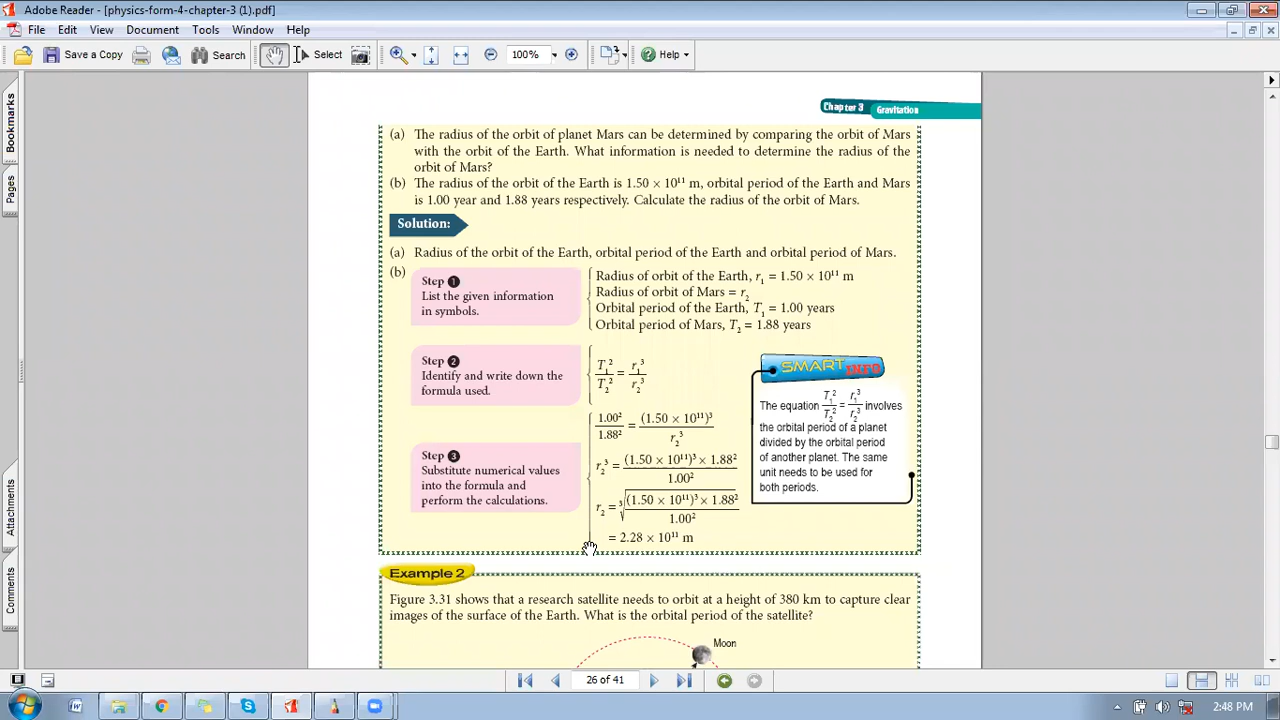 Adobe Reader - [physics-form-4-chapter-3 (1).pdf]
File Edit View Document Tools Window Help
Save a Copy Search Select 100% Help
Bookmarks
Pages
Attachments
Comments
Chapter 3 Gravitation
(a) The radius of the orbit of planet Mars can be determined by comparing the orbit of Mars
with the orbit of the Earth. What information is needed to determine the radius of the
orbit of Mars?
(b) The radius of the orbit of the Earth is 1.50 × 10¹¹ m, orbital period of the Earth and Mars
is 1.00 year and 1.88 years respectively. Calculate the radius of the orbit of Mars.
Solution:
(a) Radius of the orbit of the Earth, orbital period of the Earth and orbital period of Mars.
(b)
Step 1
List the given information
in symbols.
Radius of orbit of the Earth, r₁ = 1.50 × 10¹¹ m
Radius of orbit of Mars = r₂
Orbital period of the Earth, T₁ = 1.00 years
Orbital period of Mars, T₂ = 1.88 years
Step 2
Identify and write down the
formula used.
T₁²/T₂² = r₁³/r₂³
Step 3
Substitute numerical values
into the formula and
perform the calculations.
1.00²/1.88² = (1.50 × 10¹¹)³/r₂³
r₂³ = (1.50 × 10¹¹)³ × 1.88²/1.00²
r₂ = ³√((1.50 × 10¹¹)³ × 1.88²/1.00²)
= 2.28 × 10¹¹ m
SMART INFO
The equation T₁²/T₂² = r₁³/r₂³ involves
the orbital period of a planet
divided by the orbital period
of another planet. The same
unit needs to be used for
both periods.
Example 2
Figure 3.31 shows that a research satellite needs to orbit at a height of 380 km to capture clear
images of the surface of the Earth. What is the orbital period of the satellite?
Moon
26 of 41
2:48 PM